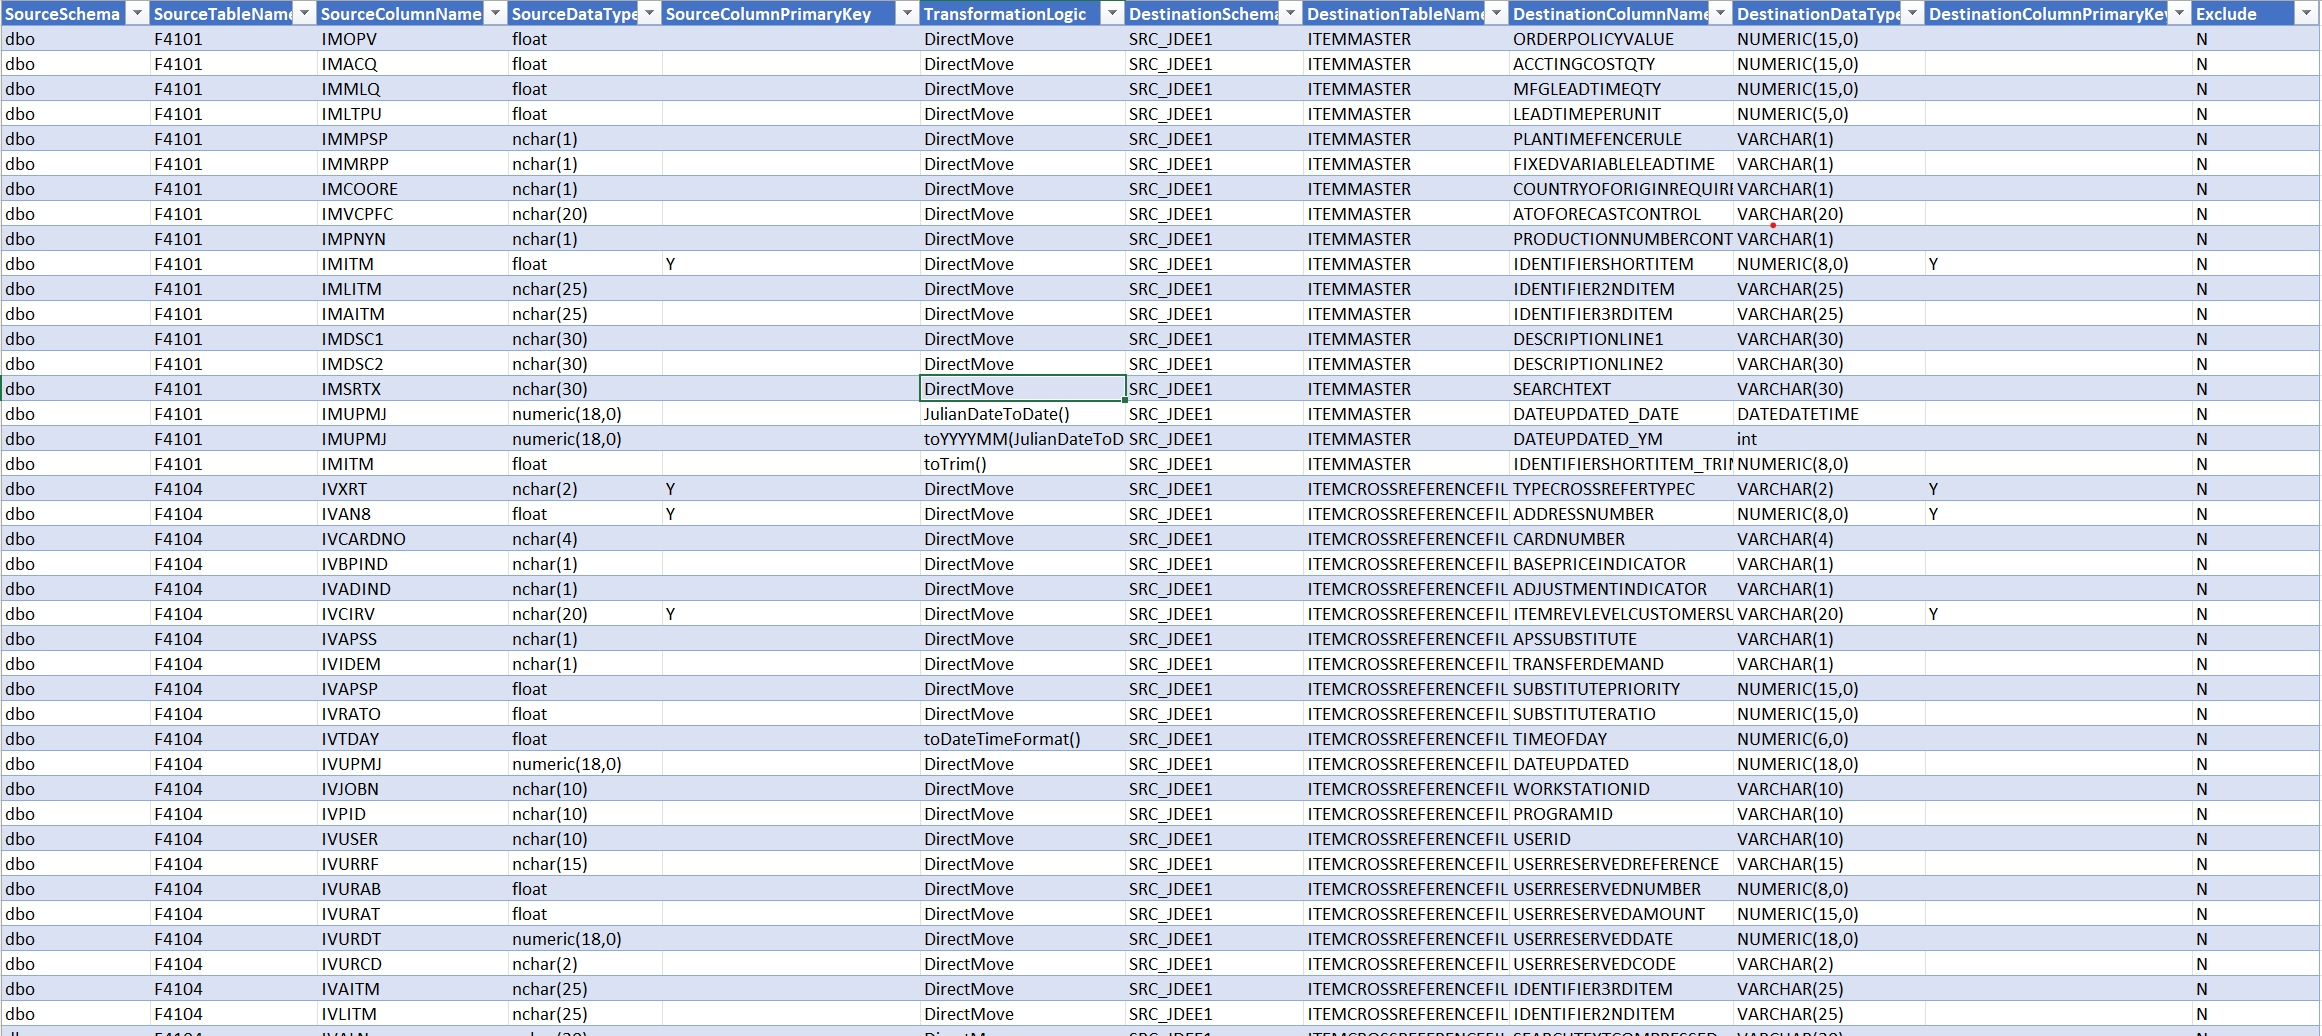 SourceSchema SourceTableName SourceColumnName SourceDataType SourceColumnPrimaryKey TransformationLogic DestinationSchema DestinationTableName DestinationColumnName DestinationDataType DestinationColumnPrimaryKey Exclude
dbo F4101 IMOPV float DirectMove SRC_JDEE1 ITEMMASTER ORDERPOLICYVALUE NUMERIC(15,0) N
dbo F4101 IMACQ float DirectMove SRC_JDEE1 ITEMMASTER ACCTINGCOSTQTY NUMERIC(15,0) N
dbo F4101 IMMLQ float DirectMove SRC_JDEE1 ITEMMASTER MFGLEADTIMEQTY NUMERIC(15,0) N
dbo F4101 IMLTPU float DirectMove SRC_JDEE1 ITEMMASTER LEADTIMEPERUNIT NUMERIC(5,0) N
dbo F4101 IMMPSP nchar(1) DirectMove SRC_JDEE1 ITEMMASTER PLANTIMEFENCERULE VARCHAR(1) N
dbo F4101 IMMRPP nchar(1) DirectMove SRC_JDEE1 ITEMMASTER FIXEDVARIABLELEADTIME VARCHAR(1) N
dbo F4101 IMCOORE nchar(1) DirectMove SRC_JDEE1 ITEMMASTER COUNTRYOFORIGINREQUIRE VARCHAR(1) N
dbo F4101 IMVCPFC nchar(20) DirectMove SRC_JDEE1 ITEMMASTER ATOFORECASTCONTROL VARCHAR(20) N
dbo F4101 IMPNYN nchar(1) DirectMove SRC_JDEE1 ITEMMASTER PRODUCTIONNUMBERCONT VARCHAR(1) N
dbo F4101 IMITM float Y DirectMove SRC_JDEE1 ITEMMASTER IDENTIFIERSHORTITEM NUMERIC(8,0) Y N
dbo F4101 IMLITM nchar(25) DirectMove SRC_JDEE1 ITEMMASTER IDENTIFIER2NDITEM VARCHAR(25) N
dbo F4101 IMAITM nchar(25) DirectMove SRC_JDEE1 ITEMMASTER IDENTIFIER3RDITEM VARCHAR(25) N
dbo F4101 IMDSC1 nchar(30) DirectMove SRC_JDEE1 ITEMMASTER DESCRIPTIONLINE1 VARCHAR(30) N
dbo F4101 IMDSC2 nchar(30) DirectMove SRC_JDEE1 ITEMMASTER DESCRIPTIONLINE2 VARCHAR(30) N
dbo F4101 IMSRTX nchar(30) DirectMove SRC_JDEE1 ITEMMASTER SEARCHTEXT VARCHAR(30) N
dbo F4101 IMUPMJ numeric(18,0) JulianDateToDate() SRC_JDEE1 ITEMMASTER DATEUPDATED_DATE DATEDATETIME N
dbo F4101 IMUPMJ numeric(18,0) toYYYYMM(JulianDateToD SRC_JDEE1 ITEMMASTER DATEUPDATED_YM int N
dbo F4101 IMITM float toTrim() SRC_JDEE1 ITEMMASTER IDENTIFIERSHORTITEM_TRIM NUMERIC(8,0) N
dbo F4104 IVXRT nchar(2) Y DirectMove SRC_JDEE1 ITEMCROSSREFERENCEFIL TYPECROSSREFERTYPEC VARCHAR(2) Y N
dbo F4104 IVAN8 float Y DirectMove SRC_JDEE1 ITEMCROSSREFERENCEFIL ADDRESSNUMBER NUMERIC(8,0) Y N
dbo F4104 IVCARDNO nchar(4) DirectMove SRC_JDEE1 ITEMCROSSREFERENCEFIL CARDNUMBER VARCHAR(4) N
dbo F4104 IVBPIND nchar(1) DirectMove SRC_JDEE1 ITEMCROSSREFERENCEFIL BASEPRICEINDICATOR VARCHAR(1) N
dbo F4104 IVADIND nchar(1) DirectMove SRC_JDEE1 ITEMCROSSREFERENCEFIL ADJUSTMENTINDICATOR VARCHAR(1) N
dbo F4104 IVCIRV nchar(20) Y DirectMove SRC_JDEE1 ITEMCROSSREFERENCEFIL ITEMREVLEVELCUSTOMERSU VARCHAR(20) Y N
dbo F4104 IVAPSS nchar(1) DirectMove SRC_JDEE1 ITEMCROSSREFERENCEFIL APSSUBSTITUTE VARCHAR(1) N
dbo F4104 IVIDEM nchar(1) DirectMove SRC_JDEE1 ITEMCROSSREFERENCEFIL TRANSFERDEMAND VARCHAR(1) N
dbo F4104 IVAPSP float DirectMove SRC_JDEE1 ITEMCROSSREFERENCEFIL SUBSTITUTEPRIORITY NUMERIC(15,0) N
dbo F4104 IVRATO float DirectMove SRC_JDEE1 ITEMCROSSREFERENCEFIL SUBSTITUTERATIO NUMERIC(15,0) N
dbo F4104 IVTDAY float toDateTimeFormat() SRC_JDEE1 ITEMCROSSREFERENCEFIL TIMEOFDAY NUMERIC(6,0) N
dbo F4104 IVUPMJ numeric(18,0) DirectMove SRC_JDEE1 ITEMCROSSREFERENCEFIL DATEUPDATED NUMERIC(18,0) N
dbo F4104 IVJOBN nchar(10) DirectMove SRC_JDEE1 ITEMCROSSREFERENCEFIL WORKSTATIONID VARCHAR(10) N
dbo F4104 IVPID nchar(10) DirectMove SRC_JDEE1 ITEMCROSSREFERENCEFIL PROGRAMID VARCHAR(10) N
dbo F4104 IVUSER nchar(10) DirectMove SRC_JDEE1 ITEMCROSSREFERENCEFIL USERID VARCHAR(10) N
dbo F4104 IVURRF nchar(15) DirectMove SRC_JDEE1 ITEMCROSSREFERENCEFIL USERRESERVEDREFERENCE VARCHAR(15) N
dbo F4104 IVURAB float DirectMove SRC_JDEE1 ITEMCROSSREFERENCEFIL USERRESERVEDNUMBER NUMERIC(8,0) N
dbo F4104 IVURAT float DirectMove SRC_JDEE1 ITEMCROSSREFERENCEFIL USERRESERVEDAMOUNT NUMERIC(15,0) N
dbo F4104 IVURDT numeric(18,0) DirectMove SRC_JDEE1 ITEMCROSSREFERENCEFIL USERRESERVEDDATE NUMERIC(18,0) N
dbo F4104 IVURCD nchar(2) DirectMove SRC_JDEE1 ITEMCROSSREFERENCEFIL USERRESERVEDCODE VARCHAR(2) N
dbo F4104 IVAITM nchar(25) DirectMove SRC_JDEE1 ITEMCROSSREFERENCEFIL IDENTIFIER3RDITEM VARCHAR(25) N
dbo F4104 IVLITM nchar(25) DirectMove SRC_JDEE1 ITEMCROSSREFERENCEFIL IDENTIFIER2NDITEM VARCHAR(25) N